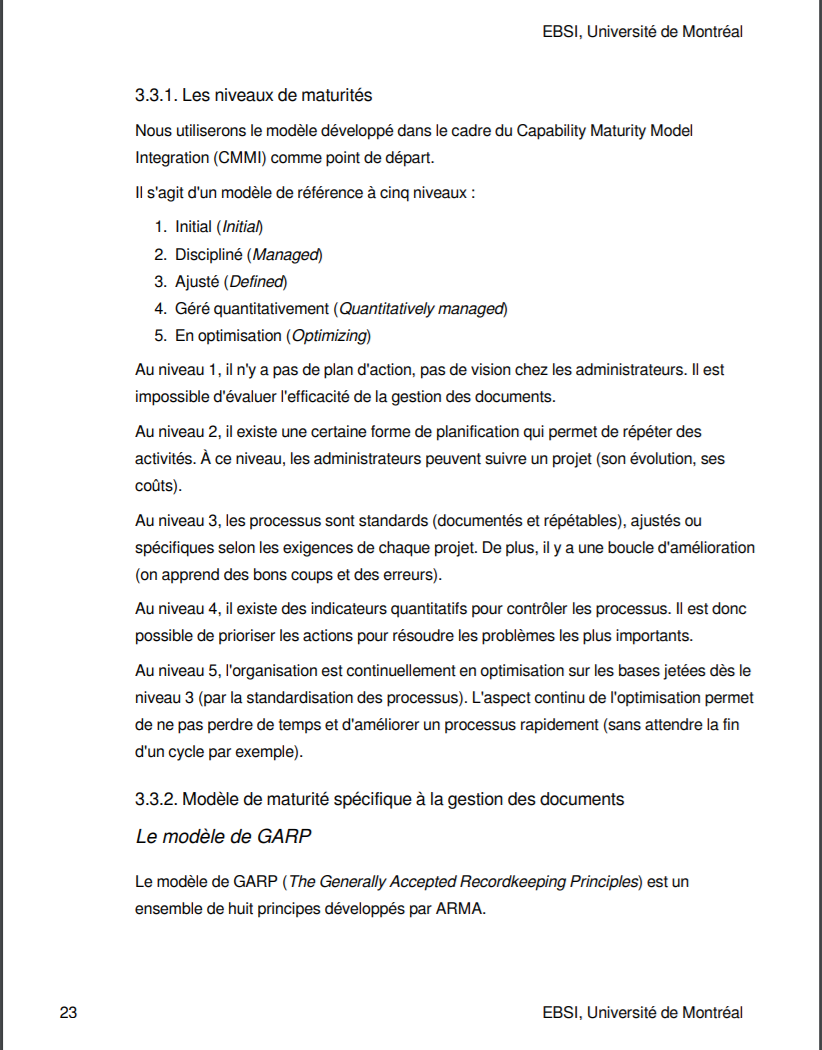 EBSI, Université de Montréal
3.3.1. Les niveaux de maturités
Nous utiliserons le modèle développé dans le cadre du Capability Maturity Model
Integration (CMMI) comme point de départ.
Il s'agit d'un modèle de référence à cinq niveaux :
1. Initial (Initial)
2. Discipliné (Managed)
3. Ajusté (Defined)
4. Géré quantitativement (Quantitatively managed)
5. En optimisation (Optimizing)
Au niveau 1, il n'y a pas de plan d'action, pas de vision chez les administrateurs. Il est
impossible d'évaluer l'efficacité de la gestion des documents.
Au niveau 2, il existe une certaine forme de planification qui permet de répéter des
activités. À ce niveau, les administrateurs peuvent suivre un projet (son évolution, ses
coûts).
Au niveau 3, les processus sont standards (documentés et répétables), ajustés ou
spécifiques selon les exigences de chaque projet. De plus, il y a une boucle d'amélioration
(on apprend des bons coups et des erreurs).
Au niveau 4, il existe des indicateurs quantitatifs pour contrôler les processus. Il est donc
possible de prioriser les actions pour résoudre les problèmes les plus importants.
Au niveau 5, l'organisation est continuellement en optimisation sur les bases jetées dès le
niveau 3 (par la standardisation des processus). L'aspect continu de l'optimisation permet
de ne pas perdre de temps et d'améliorer un processus rapidement (sans attendre la fin
d'un cycle par exemple).
3.3.2. Modèle de maturité spécifique à la gestion des documents
Le modèle de GARP
Le modèle de GARP (The Generally Accepted Recordkeeping Principles) est un
ensemble de huit principes développés par ARMA.
23 EBSI, Université de Montréal